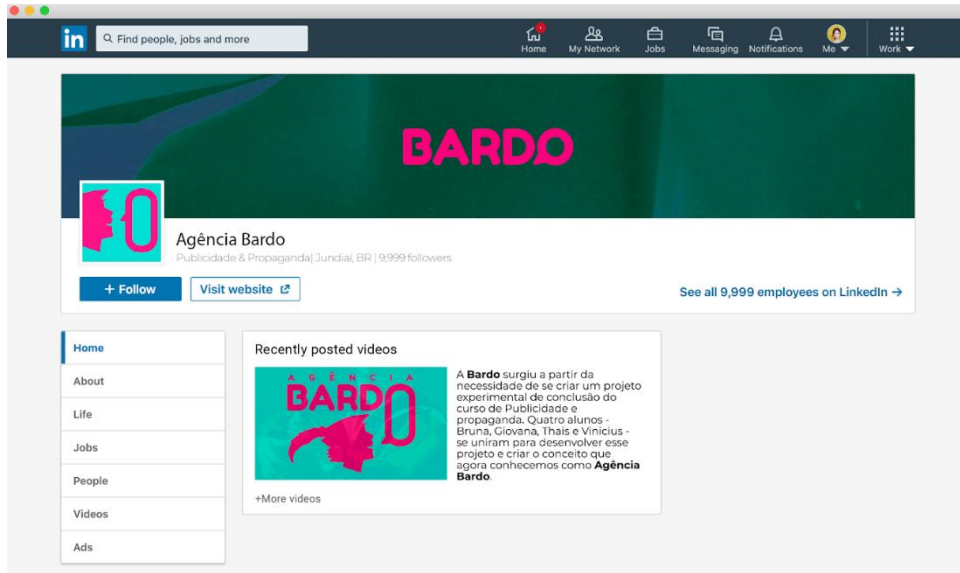 in
Find people, jobs and more
Home
My Network
Jobs
Messaging
Notifications
Me
Work
BARDO
Agência Bardo
Publicidade & Propaganda| Jundiaí, BR | 9,999 followers
+ Follow
Visit website
See all 9,999 employees on LinkedIn →
Home
About
Life
Jobs
People
Videos
Ads
Recently posted videos
AGÊNCIA
BARDO
A Bardo surgiu a partir da
necessidade de se criar um projeto
experimental de conclusão do
curso de Publicidade e
propaganda. Quatro alunos -
Bruna, Giovana, Thais e Vinicius -
se uniram para desenvolver esse
projeto e criar o conceito que
agora conhecemos como Agência
Bardo.
+More videos